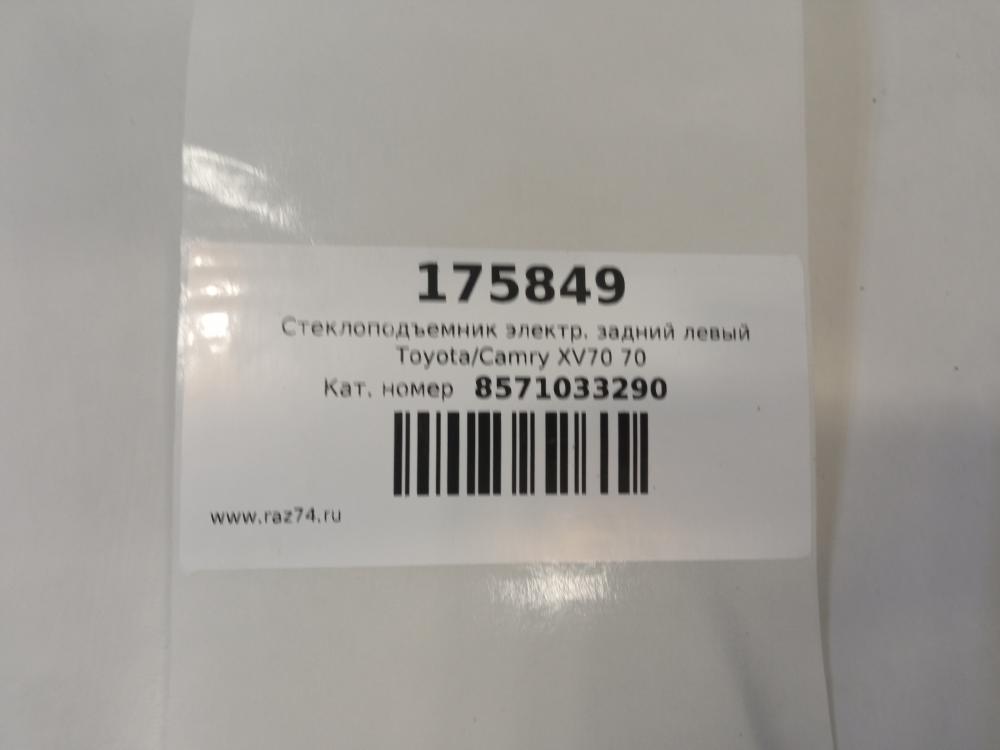 175849
Стеклоподъемник электр. задний левый
Toyota/Camry XV70 70
Кат. номер 8571033290
www.raz74.ru